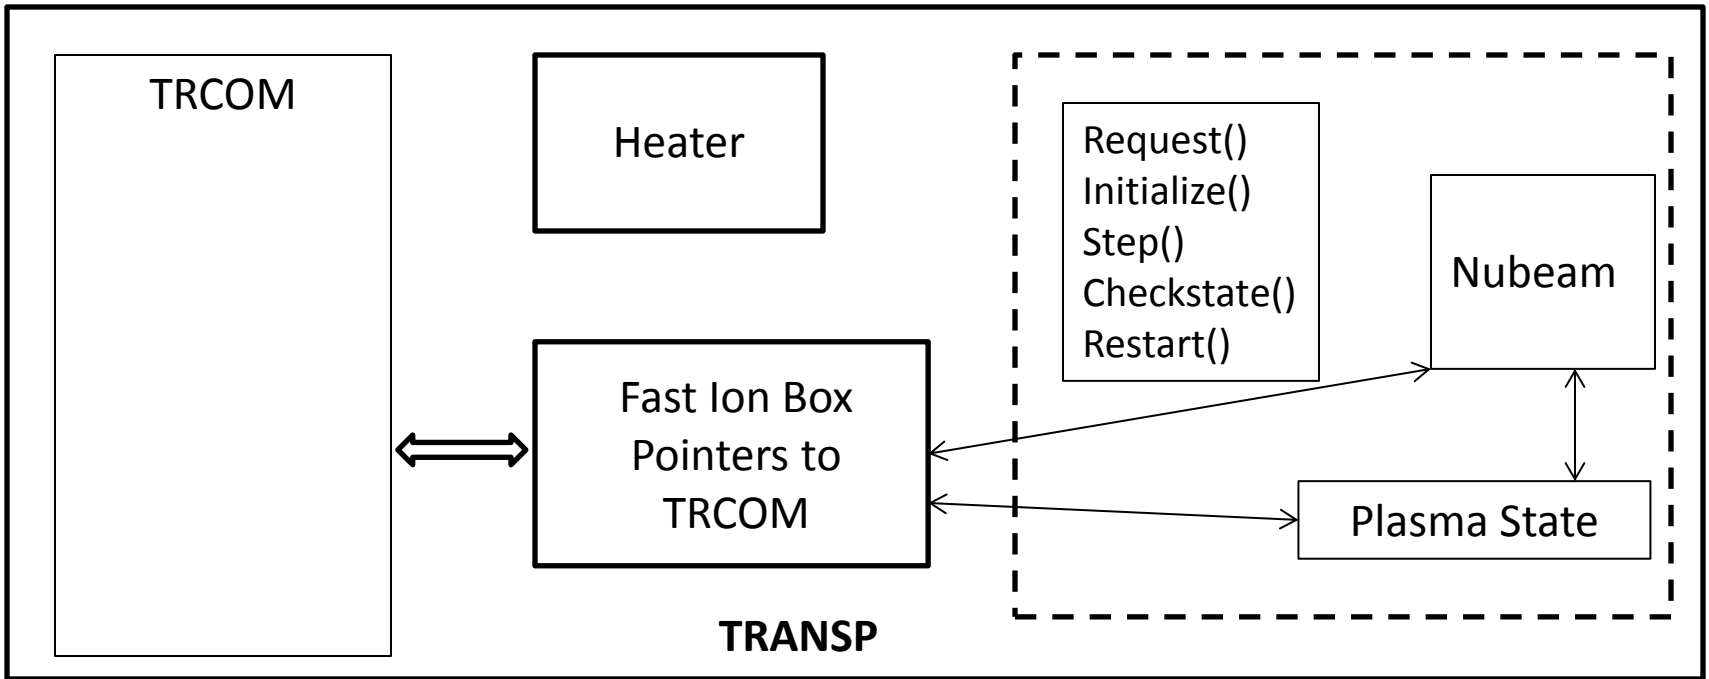 TRCOM
Heater
Request()
Initialize()
Step()
Checkstate()
Restart()
Nubeam
Fast Ion Box
Pointers to
TRCOM
Plasma State
TRANSP